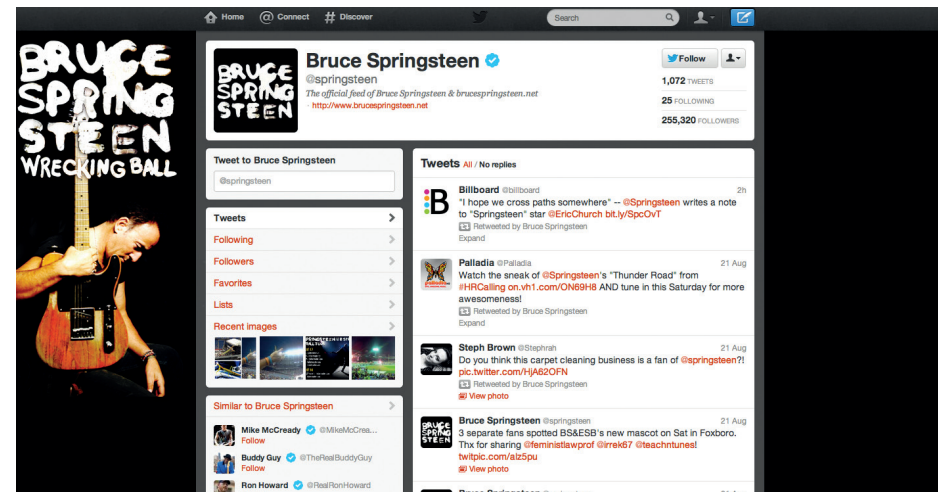 Home
@ Connect
# Discover
Search
BRUCE
SPRING
STEEN
WRECKING BALL
BRUCE
SPRING
STEEN
Bruce Springsteen
@springsteen
The official feed of Bruce Springsteen & brucespringsteen.net
· http://www.brucespringsteen.net
Follow
1,072 TWEETS
25 FOLLOWING
255,320 FOLLOWERS
Tweet to Bruce Springsteen
@springsteen
Tweets
Following
Followers
Favorites
Lists
Recent images
Similar to Bruce Springsteen
Mike McCready @MikeMcCrea...
Follow
Buddy Guy @TheRealBuddyGuy
Follow
Ron Howard @RealRonHoward
Tweets All / No replies
Billboard @billboard 2h
"I hope we cross paths somewhere" -- @Springsteen writes a note
to "Springsteen" star @EricChurch bit.ly/SpcOvT
Retweeted by Bruce Springsteen
Expand
Palladia @Palladia 21 Aug
Watch the sneak of @Springsteen's "Thunder Road" from
#HRCalling on.vh1.com/ON69H8 AND tune in this Saturday for more
awesomeness!
Retweeted by Bruce Springsteen
Expand
Steph Brown @Stephrah 21 Aug
Do you think this carpet cleaning business is a fan of @springsteen?!
pic.twitter.com/HjA62OFN
Retweeted by Bruce Springsteen
View photo
BRUCE
SPRING
STEEN
Bruce Springsteen @springsteen 21 Aug
3 separate fans spotted BS&ESB's new mascot on Sat in Foxboro.
Thx for sharing @feministlawprof @irrek67 @teachntunes!
twitpic.com/alz5pu
View photo